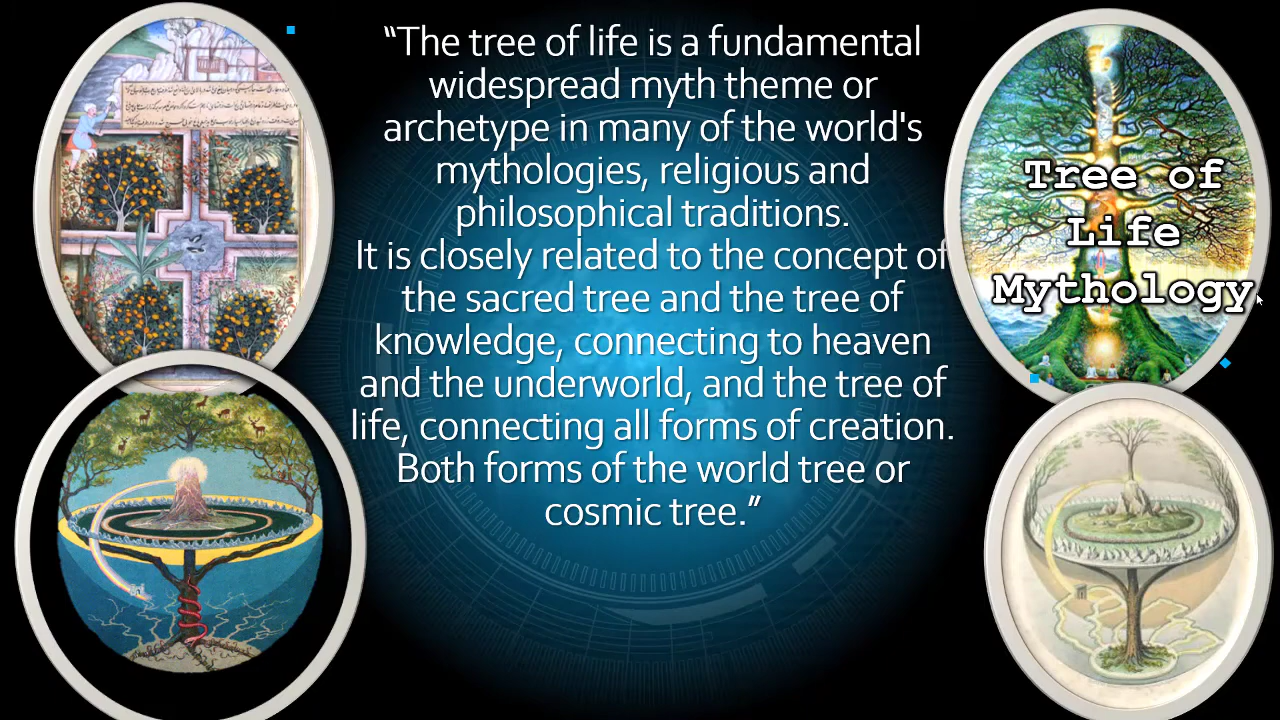 “The tree of life is a fundamental
widespread myth theme or
archetype in many of the world's
mythologies, religious and
philosophical traditions.
It is closely related to the concept of
the sacred tree and the tree of
knowledge, connecting to heaven
and the underworld, and the tree of
life, connecting all forms of creation.
Both forms of the world tree or
cosmic tree.”
Tree of
Life
Mythology